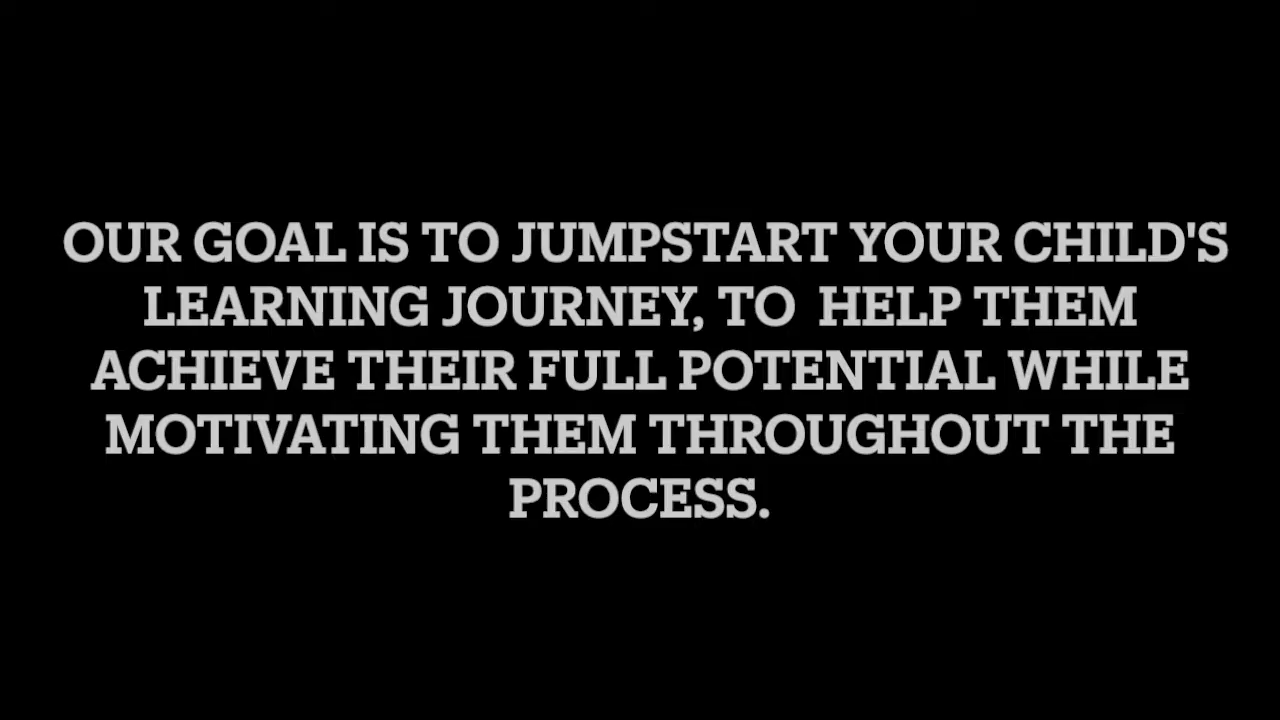 OUR GOAL IS TO JUMPSTART YOUR CHILD'S
LEARNING JOURNEY, TO  HELP THEM
ACHIEVE THEIR FULL POTENTIAL WHILE
MOTIVATING THEM THROUGHOUT THE
PROCESS.